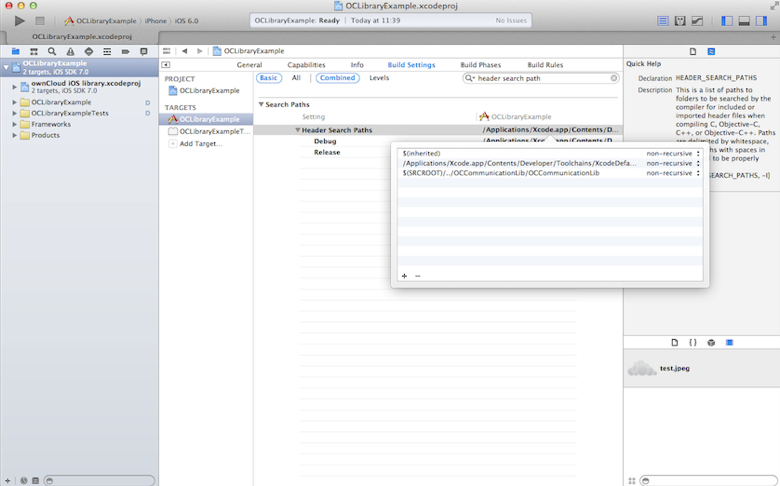 OCLibraryExample.xcodeproj
OCLibraryExample
iPhone
iOS 6.0
OCLibraryExample: Ready
Today at 11:39
No Issues
OCLibraryExample.xcodeproj
OCLibraryExample
2 targets, iOS SDK 7.0
ownCloud iOS library.xcodeproj
2 targets, iOS SDK 7.0
OCLibraryExample D
OCLibraryExampleTests D
Frameworks
Products
OCLibraryExample
General Capabilities Info Build Settings Build Phases Build Rules
PROJECT
OCLibraryExample
TARGETS
OCLibraryExample
OCLibraryExampleT...
Add Target...
Basic All Combined Levels
header search path
Search Paths
Setting OCLibraryExample
Header Search Paths /Applications/Xcode.app/Contents/D...
Debug
Release
$(inherited) non-recursive
/Applications/Xcode.app/Contents/Developer/Toolchains/XcodeDefa... non-recursive
$(SRCROOT)/../OCCommunicationLib/OCCommunicationLib non-recursive
+ −
Quick Help
Declaration HEADER_SEARCH_PATHS
Description This is a list of paths to
folders to be searched by the
compiler for included or
imported header files when
compiling C, Objective-C,
C++, or Objective-C++. Paths
are delimited by whitespace,
ths with spaces in
to be properly
_SEARCH_PATHS, -I]
test.jpeg